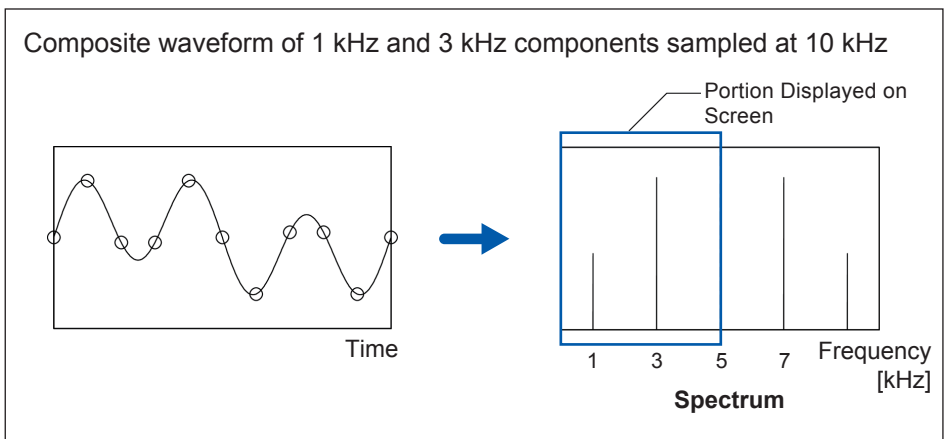 Composite waveform of 1 kHz and 3 kHz components sampled at 10 kHz
Portion Displayed on
Screen
Time
1 3 5 7 Frequency
[kHz]
Spectrum